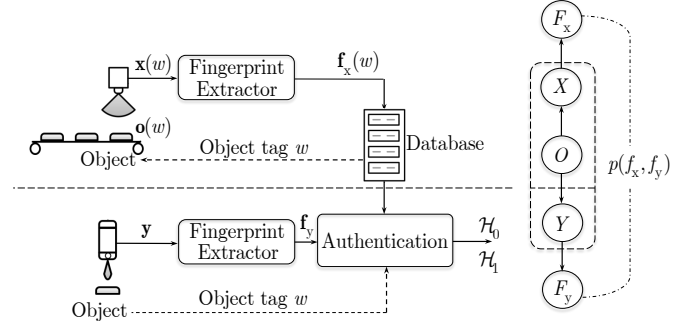 x(w)
Fingerprint
Extractor
f_x(w)
o(w)
Object
Object tag w
Database
y
Fingerprint
Extractor
f_y
Authentication
H_0
H_1
Object
Object tag w
F_x
X
O
p(f_x, f_y)
Y
F_y